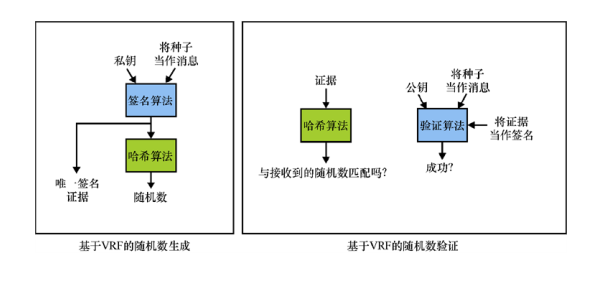 私钥
将种子
当作消息
签名算法
哈希算法
唯一签名
证据
随机数
基于VRF的随机数生成
证据
哈希算法
与接收到的随机数匹配吗？
公钥
将种子
当作消息
验证算法
将证据
当作签名
成功？
基于VRF的随机数验证